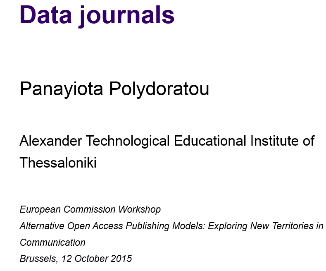 Data journals
Panayiota Polydoratou
Alexander Technological Educational Institute of
Thessaloniki
European Commission Workshop
Alternative Open Access Publishing Models: Exploring New Territories in
Communication
Brussels, 12 October 2015